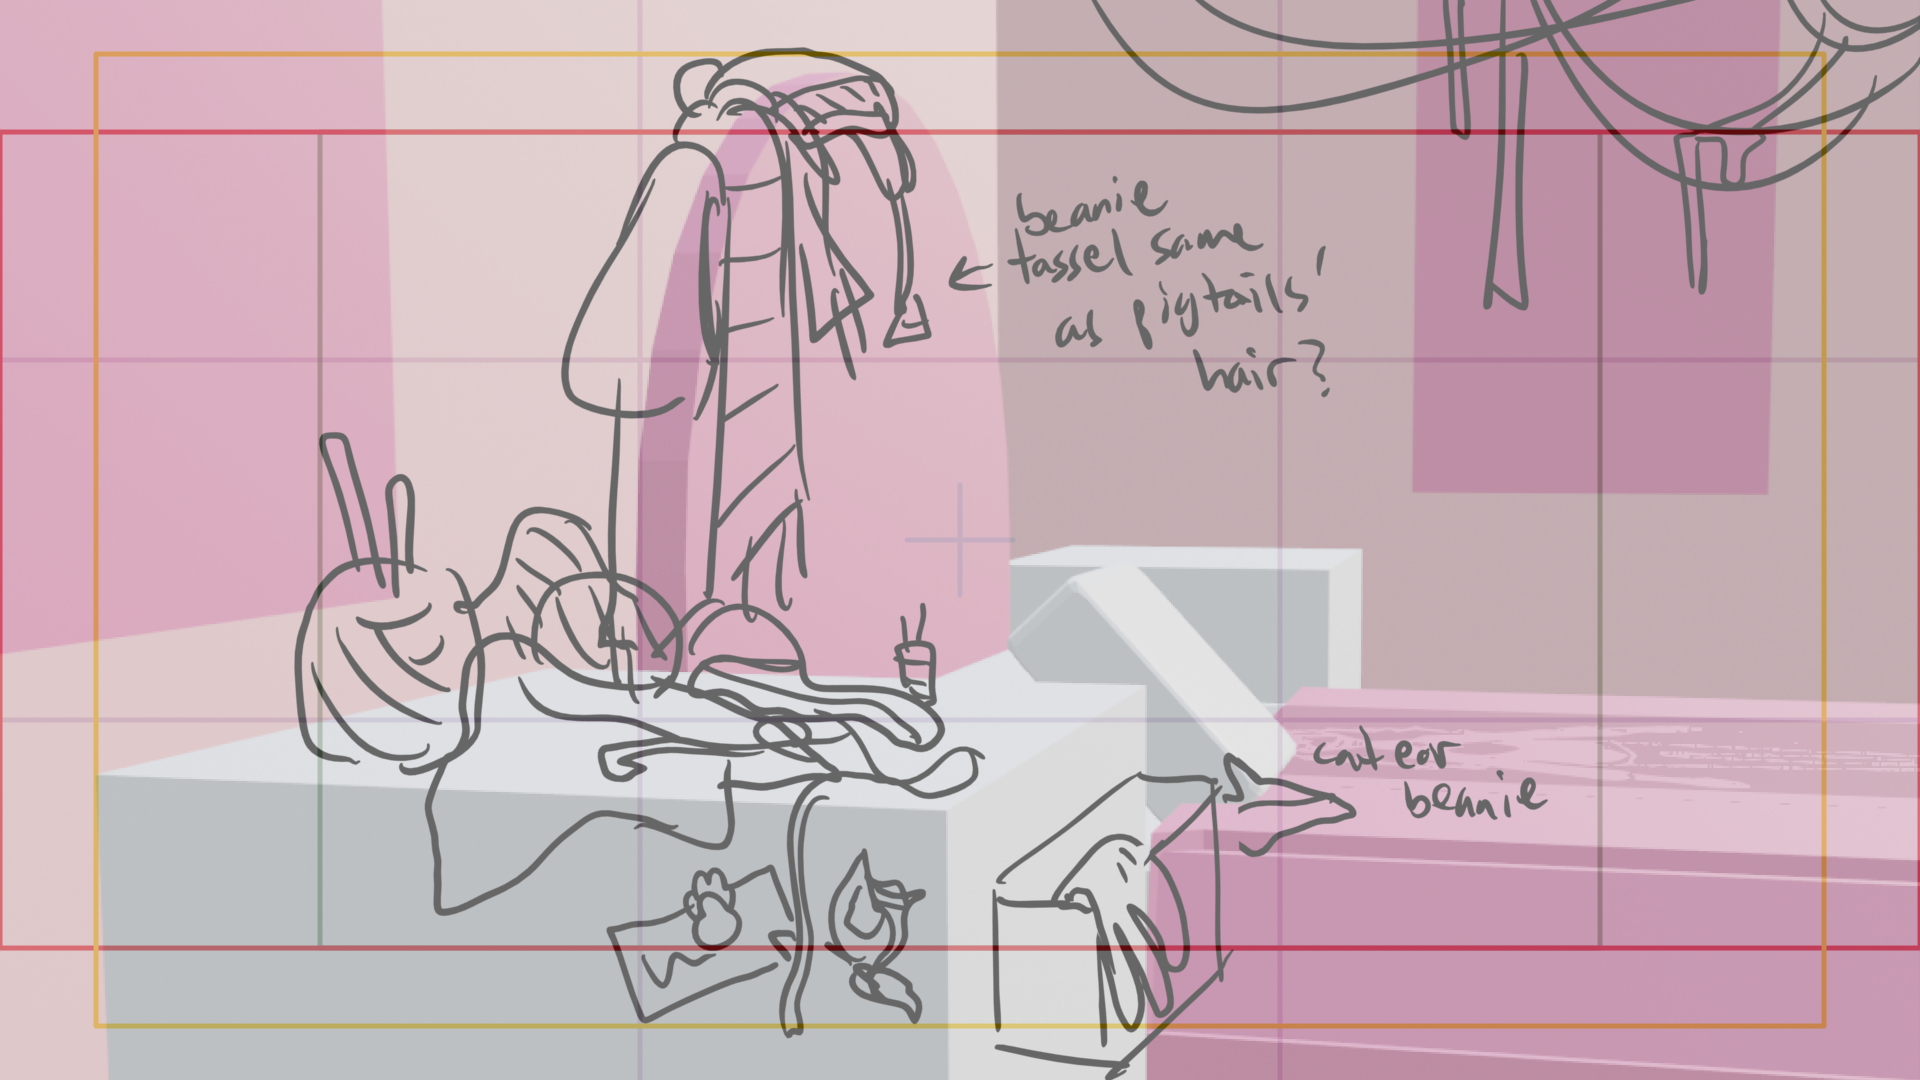 beanie
tassel same
as pigtails'
hair?
cat ear
beanie